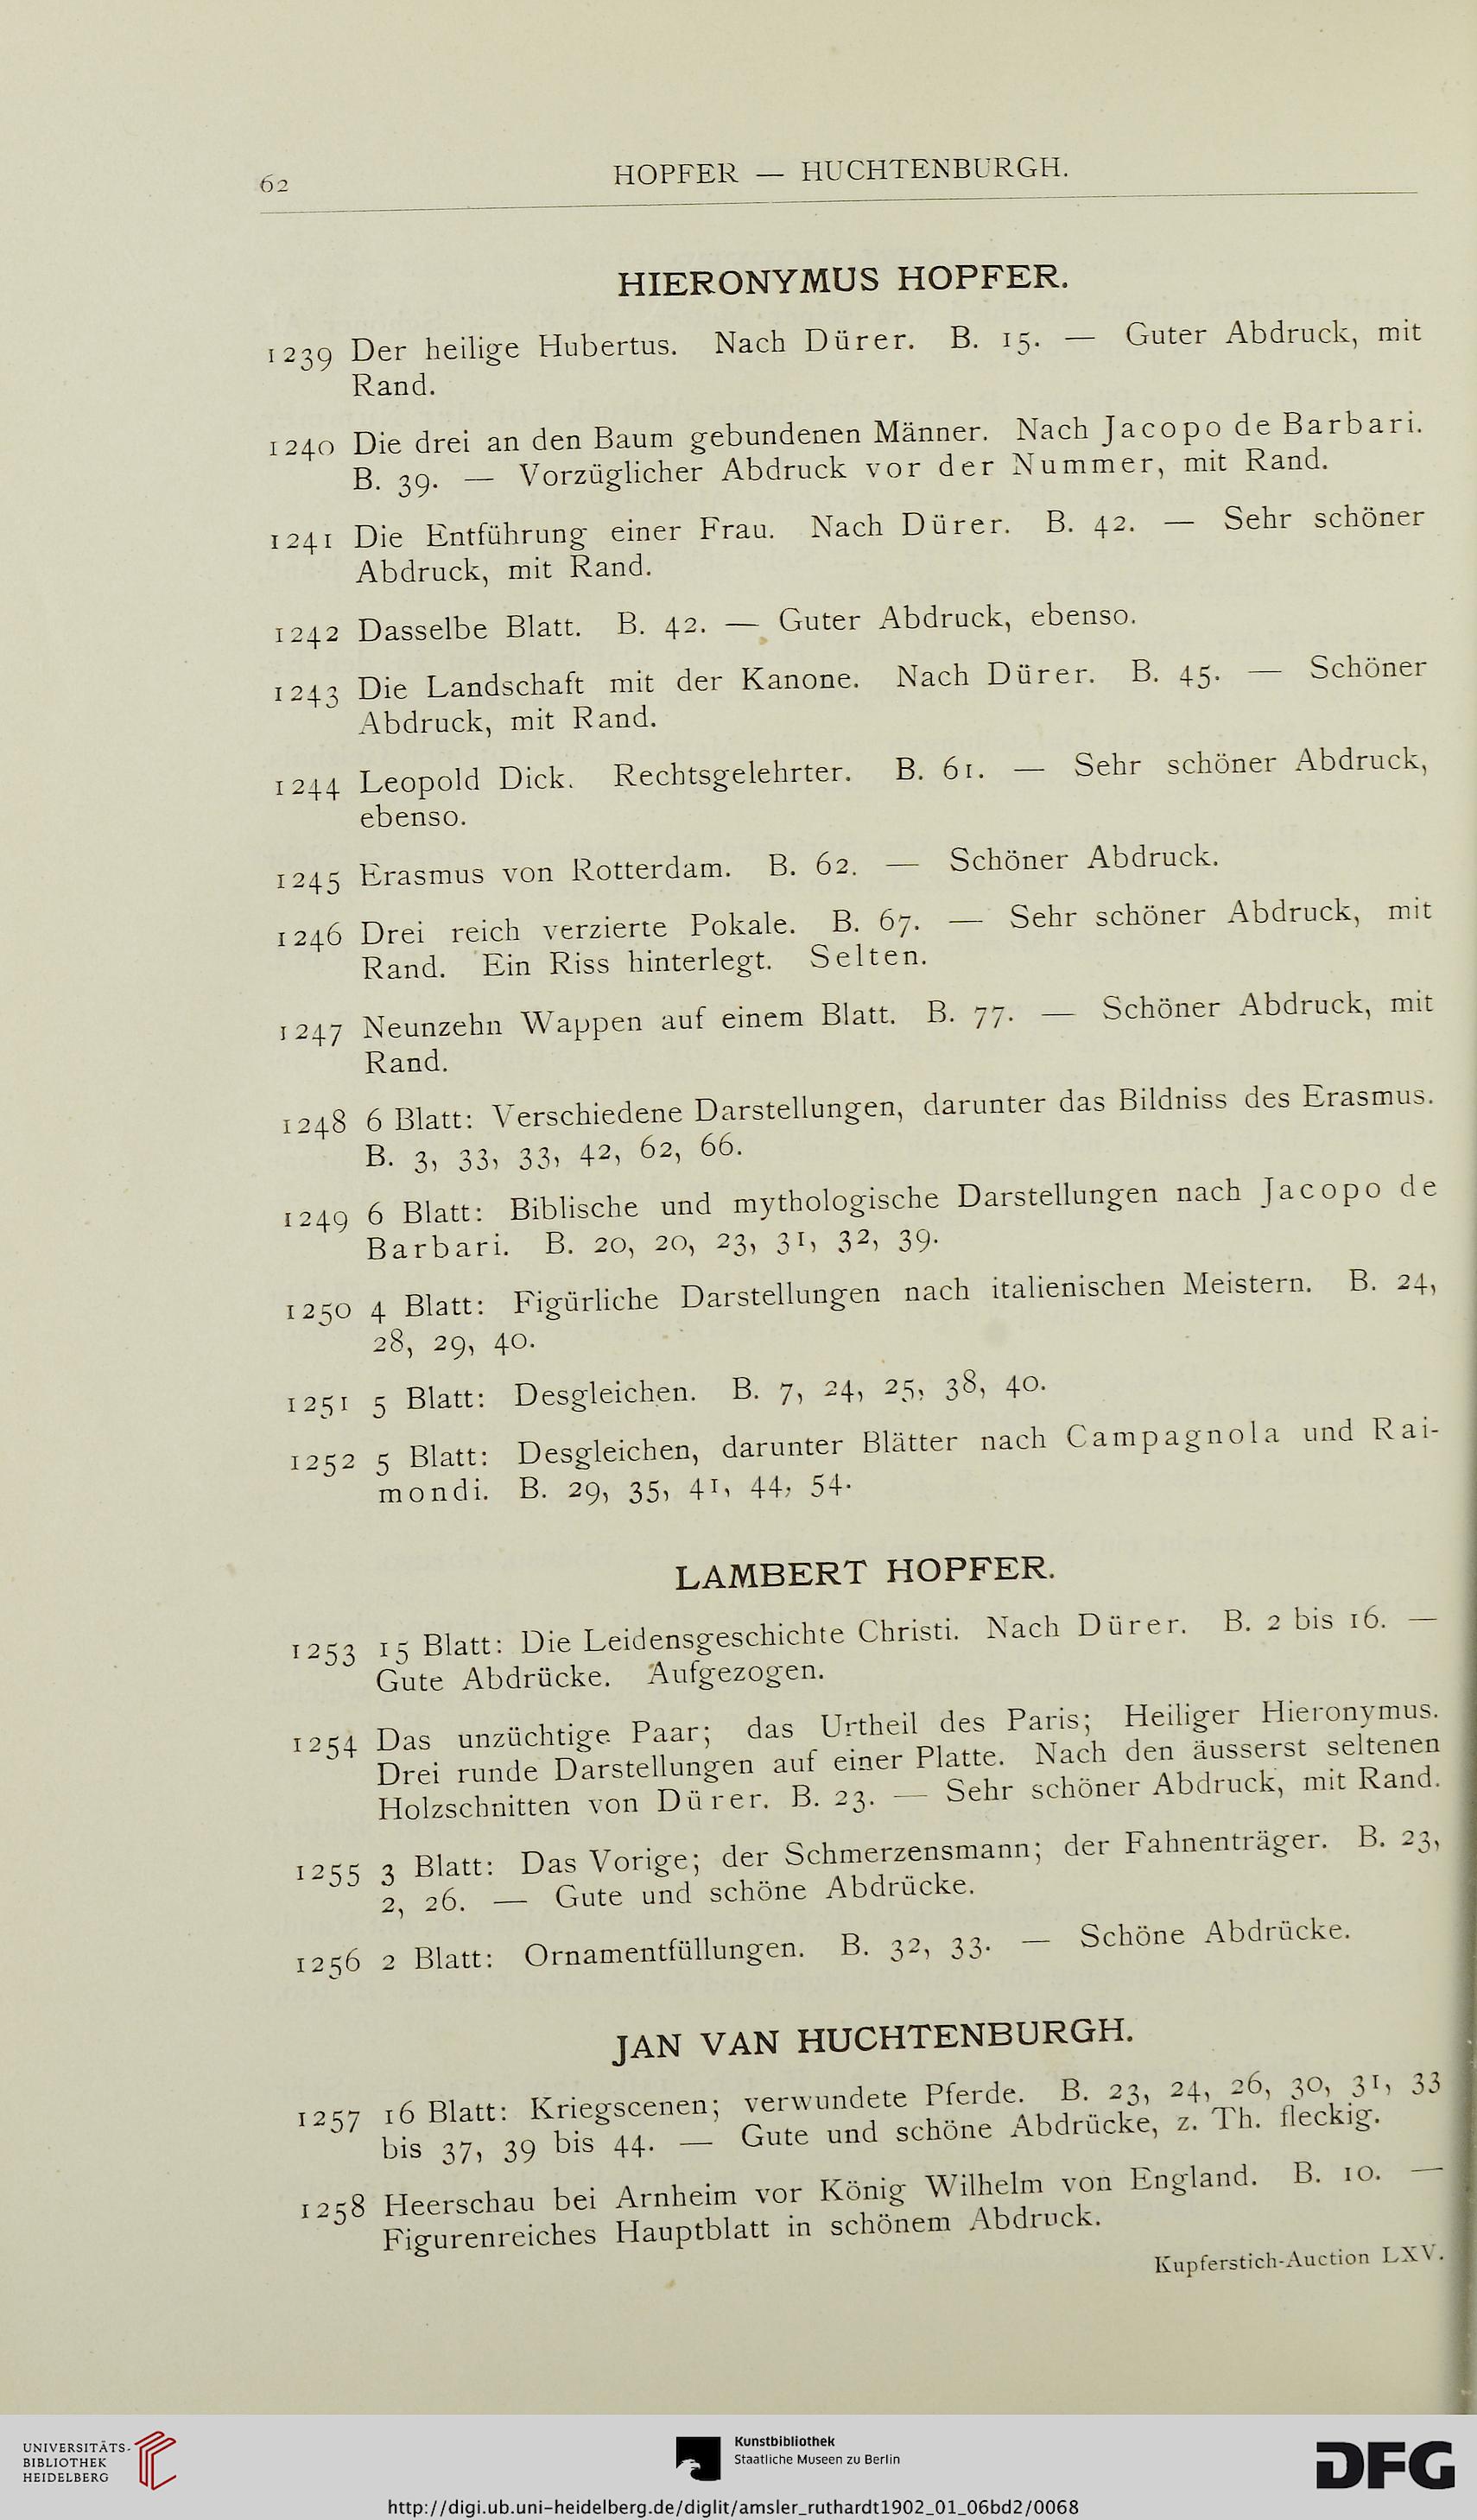 62
HOPFER — HUCHTENBURGH.
HIERONYMUS HOPFER.
1239 Der heilige Hubertus. Nach Dürer. B. 15. — Guter Abdruck, mit
Rand.
1240 Die drei an den Baum gebundenen Männer. Nach Jacopo de Barbari.
B. 39. — Vorzüglicher Abdruck vor der Nummer, mit Rand.
1241 Die Entführung einer Frau. Nach Dürer. B. 42. — Sehr schöner
Abdruck, mit Rand.
1242 Dasselbe Blatt. B. 42. — Guter Abdruck, ebenso.
1243 Die Landschaft mit der Kanone. Nach Dürer. B. 45. — Schöner
Abdruck, mit Rand.
1244 Leopold Dick. Rechtsgelehrter. B. 61. — Sehr schöner Abdruck,
ebenso.
1245 Erasmus von Rotterdam. B. 62. — Schöner Abdruck.
1246 Drei reich verzierte Pokale. B. 67. — Sehr schöner Abdruck, mit
Rand. Ein Riss hinterlegt. Selten.
1247 Neunzehn Wappen auf einem Blatt. B. 77. — Schöner Abdruck, mit
Rand.
1248 6 Blatt: Verschiedene Darstellungen, darunter das Bildniss des Erasmus.
B. 3, 33, 33, 42, 62, 66.
1249 6 Blatt: Biblische und mythologische Darstellungen nach Jacopo de
Barbari. B. 20, 20, 23, 31, 32, 39.
1250 4 Blatt: Figürliche Darstellungen nach italienischen Meistern. B. 24,
28, 29, 40.
1251 5 Blatt: Desgleichen. B. 7, 24, 25, 38, 40.
1252 5 Blatt: Desgleichen, darunter Blätter nach Campagnola und Rai-
mondi. B. 29, 35, 41, 44, 54.
LAMBERT HOPFER.
1253 15 Blatt: Die Leidensgeschichte Christi. Nach Dürer. B. 2 bis 16. —
Gute Abdrücke. Aufgezogen.
1254 Das unzüchtige Paar; das Urtheil des Paris; Heiliger Hieronymus.
Drei runde Darstellungen auf einer Platte. Nach den äusserst seltenen
Holzschnitten von Dürer. B. 23. — Sehr schöner Abdruck, mit Rand.
1255 3 Blatt: Das Vorige; der Schmerzensmann; der Fahnenträger. B. 23,
2, 26. — Gute und schöne Abdrücke.
1256 2 Blatt: Ornamentfüllungen. B. 32, 33. — Schöne Abdrücke.
JAN VAN HUCHTENBURGH.
1257 16 Blatt: Kriegscenen; verwundete Pferde. B. 23, 24, 26, 30, 31, 33
bis 37, 39 bis 44. — Gute und schöne Abdrücke, z. Th. fleckig.
1258 Heerschau bei Arnheim vor König Wilhelm von England. B. 10. —
Figurenreiches Hauptblatt in schönem Abdruck.
Kupferstich-Auction LXV.
UNIVERSITÄTS-
BIBLIOTHEK
HEIDELBERG
Kunstbibliothek
Staatliche Museen zu Berlin
DFG
http://digi.ub.uni-heidelberg.de/diglit/amsler_ruthardt1902_01_06bd2/0068